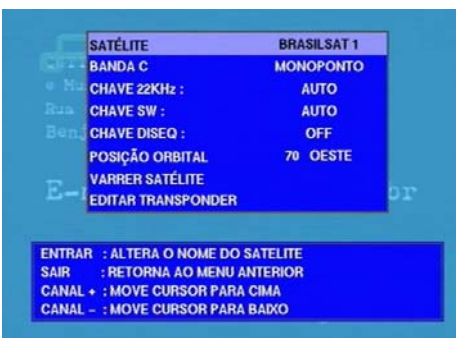 SATÉLITE BRASILSAT 1
BANDA C MONOPONTO
CHAVE 22KHz : AUTO
CHAVE SW : AUTO
CHAVE DISEQ : OFF
POSIÇÃO ORBITAL 70 OESTE
VARRER SATÉLITE
EDITAR TRANSPONDER
ENTRAR : ALTERA O NOME DO SATELITE
SAIR : RETORNA AO MENU ANTERIOR
CANAL + : MOVE CURSOR PARA CIMA
CANAL – : MOVE CURSOR PARA BAIXO